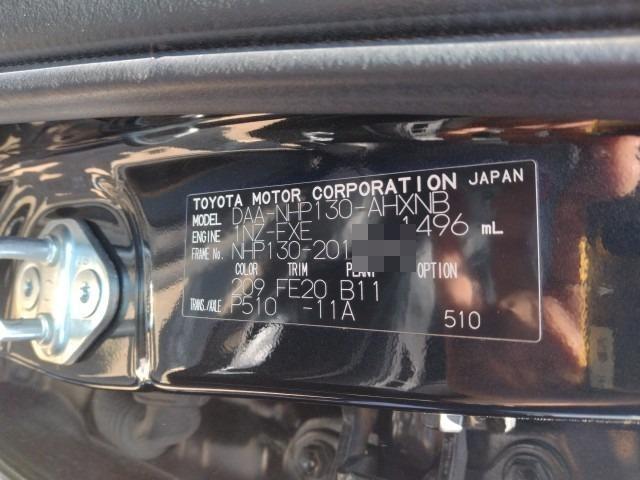 TOYOTA MOTOR CORPORATION JAPAN
MODEL DAA-NHP130-AHXNB
ENGINE 1NZ-FXE 1496 mL
FRAME No. NHP130-201
COLOR TRIM PLANT OPTION
209 FE20 B11
TRANS./AXLE P510 -11A
510